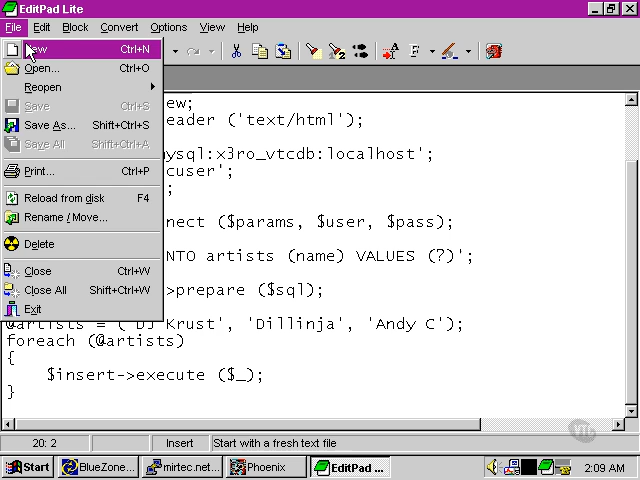 EditPad Lite
File Edit Block Convert Options View Help
New Ctrl+N
Open... Ctrl+O
Reopen
Save Ctrl+S
Save As... Shift+Ctrl+S
Save All Shift+Ctrl+A
Print... Ctrl+P
Reload from disk F4
Rename / Move...
Delete
Close Ctrl+W
Close All Shift+Ctrl+W
Exit
ew;
eader ('text/html');
mysql:x3ro_vtcdb:localhost';
cuser';
;
nect ($params, $user, $pass);
NTO artists (name) VALUES (?)';
>prepare ($sql);
@artists = ('DJ Krust', 'Dillinja', 'Andy C');
foreach (@artists)
{
$insert->execute ($_);
}
20: 2 Insert Start with a fresh text file
VTC
Start BlueZone... mirtec.net... Phoenix EditPad ... 2:09 AM